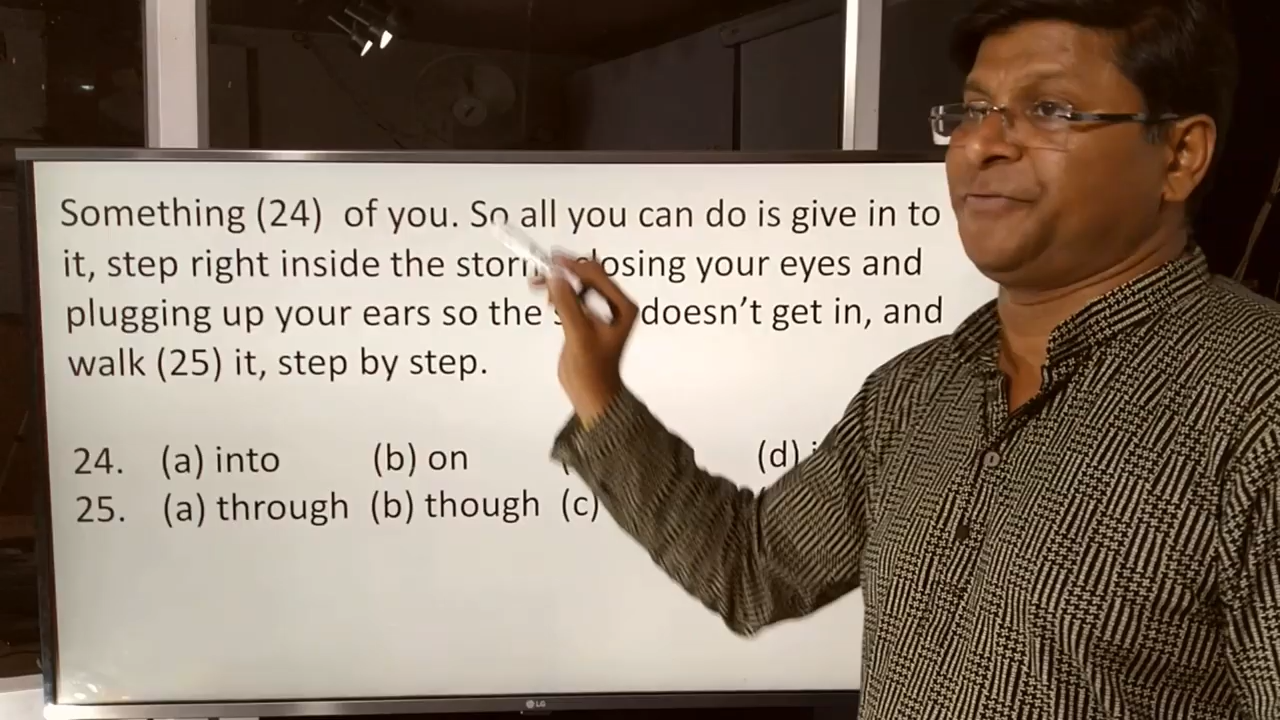 Something (24) of you. So all you can do is give in to
it, step right inside the closing your eyes and
plugging up your ears so the doesn't get in, and
walk (25) it, step by step.
24. (a) into (b) on (d)
25. (a) through (b) though (c)
LG